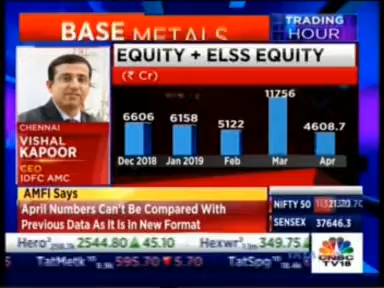 BASE METALS
TRADING
HOUR
EQUITY + ELSS EQUITY
(₹ Cr)
6606
6158
5122
11756
4608.7
Dec 2018
Jan 2019
Feb
Mar
Apr
CHENNAI
VISHAL
KAPOOR
CEO
IDFC AMC
AMFI Says
April Numbers Can't Be Compared With
Previous Data As It Is In New Format
NIFTY 50
SENSEX 37646.3
Hero 2544.80 45.10 Hexwr 349.75
CNBC
TV18
595.70 5.70 TatSpg